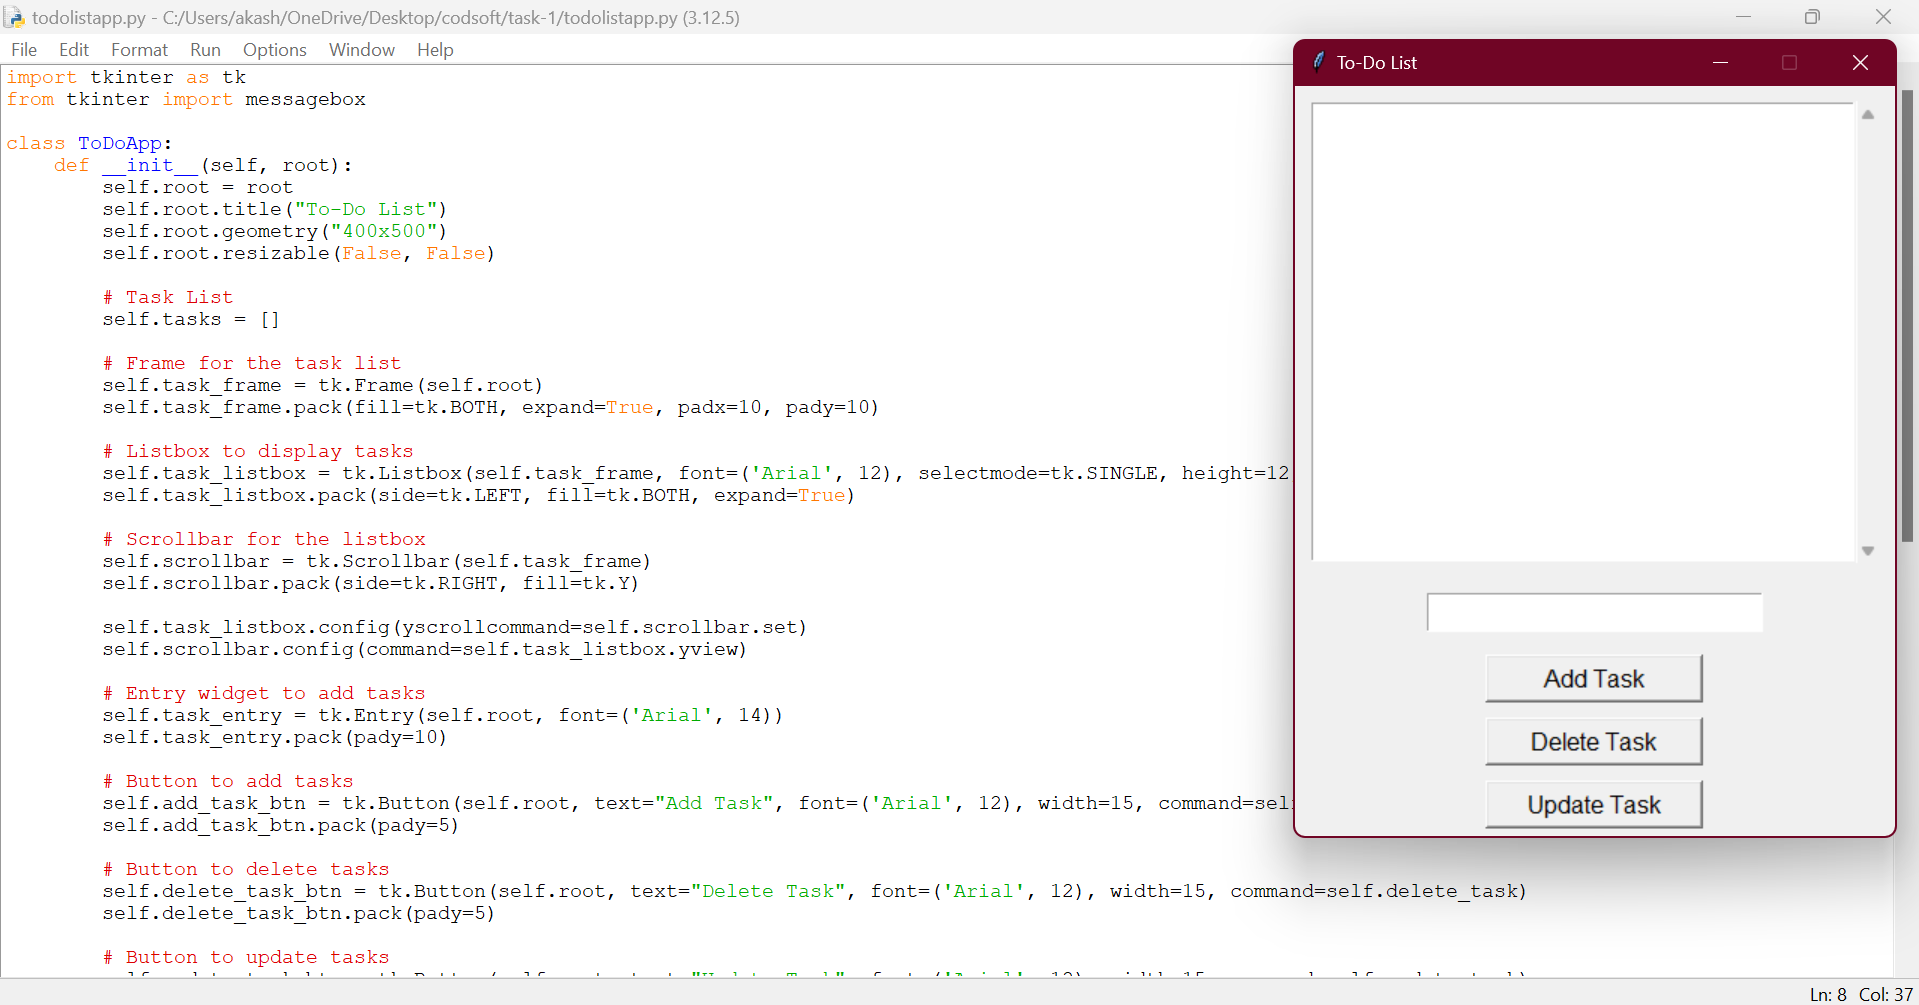 todolistapp.py - C:/Users/akash/OneDrive/Desktop/codsoft/task-1/todolistapp.py (3.12.5)
File Edit Format Run Options Window Help
import tkinter as tk
from tkinter import messagebox
class ToDoApp:
def __init__(self, root):
self.root = root
self.root.title("To-Do List")
self.root.geometry("400x500")
self.root.resizable(False, False)
# Task List
self.tasks = []
# Frame for the task list
self.task_frame = tk.Frame(self.root)
self.task_frame.pack(fill=tk.BOTH, expand=True, padx=10, pady=10)
# Listbox to display tasks
self.task_listbox = tk.Listbox(self.task_frame, font=('Arial', 12), selectmode=tk.SINGLE, height=12
self.task_listbox.pack(side=tk.LEFT, fill=tk.BOTH, expand=True)
# Scrollbar for the listbox
self.scrollbar = tk.Scrollbar(self.task_frame)
self.scrollbar.pack(side=tk.RIGHT, fill=tk.Y)
self.task_listbox.config(yscrollcommand=self.scrollbar.set)
self.scrollbar.config(command=self.task_listbox.yview)
# Entry widget to add tasks
self.task_entry = tk.Entry(self.root, font=('Arial', 14))
self.task_entry.pack(pady=10)
# Button to add tasks
self.add_task_btn = tk.Button(self.root, text="Add Task", font=('Arial', 12), width=15, command=sel
self.add_task_btn.pack(pady=5)
# Button to delete tasks
self.delete_task_btn = tk.Button(self.root, text="Delete Task", font=('Arial', 12), width=15, command=self.delete_task)
self.delete_task_btn.pack(pady=5)
# Button to update tasks
To-Do List
Add Task
Delete Task
Update Task
Ln: 8 Col: 37